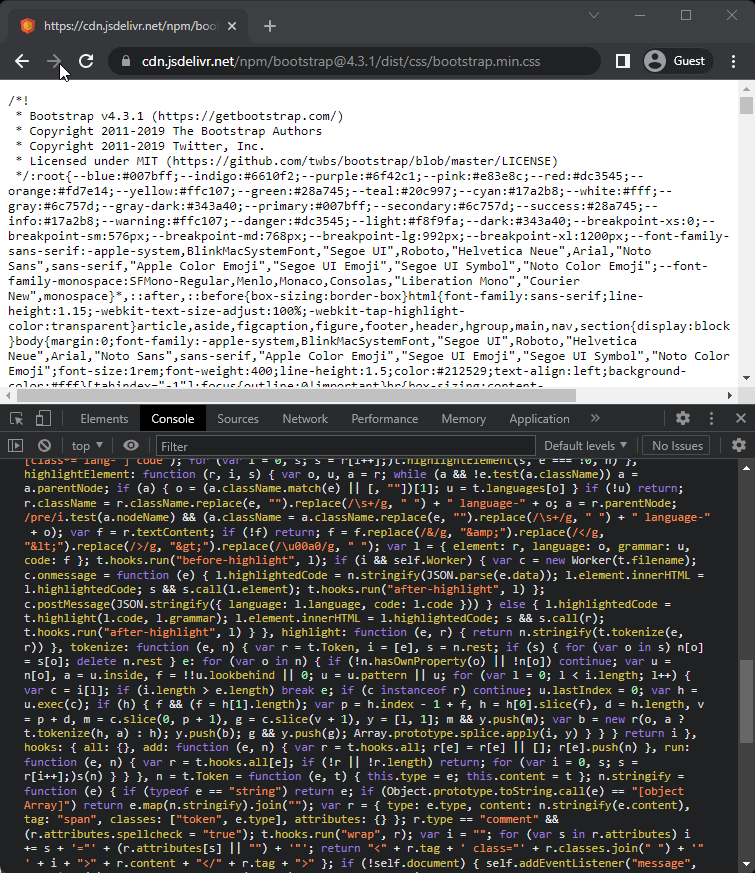 https://cdn.jsdelivr.net/npm/boot
cdn.jsdelivr.net/npm/bootstrap@4.3.1/dist/css/bootstrap.min.css
Guest
/*!
 * Bootstrap v4.3.1 (https://getbootstrap.com/)
 * Copyright 2011-2019 The Bootstrap Authors
 * Copyright 2011-2019 Twitter, Inc.
 * Licensed under MIT (https://github.com/twbs/bootstrap/blob/master/LICENSE)
 */:root{--blue:#007bff;--indigo:#6610f2;--purple:#6f42c1;--pink:#e83e8c;--red:#dc3545;--
orange:#fd7e14;--yellow:#ffc107;--green:#28a745;--teal:#20c997;--cyan:#17a2b8;--white:#fff;--
gray:#6c757d;--gray-dark:#343a40;--primary:#007bff;--secondary:#6c757d;--success:#28a745;--
info:#17a2b8;--warning:#ffc107;--danger:#dc3545;--light:#f8f9fa;--dark:#343a40;--breakpoint-xs:0;--
breakpoint-sm:576px;--breakpoint-md:768px;--breakpoint-lg:992px;--breakpoint-xl:1200px;--font-family-
sans-serif:-apple-system,BlinkMacSystemFont,"Segoe UI",Roboto,"Helvetica Neue",Arial,"Noto
Sans",sans-serif,"Apple Color Emoji","Segoe UI Emoji","Segoe UI Symbol","Noto Color Emoji";--font-
family-monospace:SFMono-Regular,Menlo,Monaco,Consolas,"Liberation Mono","Courier
New",monospace}*,::after,::before{box-sizing:border-box}html{font-family:sans-serif;line-
height:1.15;-webkit-text-size-adjust:100%;-webkit-tap-highlight-
color:transparent}article,aside,figcaption,figure,footer,header,hgroup,main,nav,section{display:block
}body{margin:0;font-family:-apple-system,BlinkMacSystemFont,"Segoe UI",Roboto,"Helvetica
Neue",Arial,"Noto Sans",sans-serif,"Apple Color Emoji","Segoe UI Emoji","Segoe UI Symbol","Noto Color
Emoji";font-size:1rem;font-weight:400;line-height:1.5;color:#212529;text-align:left;background-
color:#fff}[tabindex="-1"]:focus{outline:0!important}hr{box-sizing:content-
Elements Console Sources Network Performance Memory Application »
top ▼ Filter Default levels ▼ No Issues
[class*="lang-"] code"); for (var i = 0, s; s = r[i++];)t.highlightElement(s, e === !0, n) },
highlightElement: function (r, i, s) { var o, u, a = r; while (a && !e.test(a.className)) a =
a.parentNode; if (a) { o = (a.className.match(e) || [, ""])[1]; u = t.languages[o] } if (!u) return;
r.className = r.className.replace(e, "").replace(/\s+/g, " ") + " language-" + o; a = r.parentNode;
/pre/i.test(a.nodeName) && (a.className = a.className.replace(e, "").replace(/\s+/g, " ") + " language-"
+ o); var f = r.textContent; if (!f) return; f = f.replace(/&/g, "&amp;").replace(/</g,
"&lt;").replace(/>/g, "&gt;").replace(/\u00a0/g, " "); var l = { element: r, language: o, grammar: u,
code: f }; t.hooks.run("before-highlight", l); if (i && self.Worker) { var c = new Worker(t.filename);
c.onmessage = function (e) { l.highlightedCode = n.stringify(JSON.parse(e.data)); l.element.innerHTML =
l.highlightedCode; s && s.call(l.element); t.hooks.run("after-highlight", l) };
c.postMessage(JSON.stringify({ language: l.language, code: l.code })) } else { l.highlightedCode =
t.highlight(l.code, l.grammar); l.element.innerHTML = l.highlightedCode; s && s.call(r);
t.hooks.run("after-highlight", l) } }, highlight: function (e, r) { return n.stringify(t.tokenize(e,
r)) }, tokenize: function (e, n) { var r = t.Token, i = [e], s = n.rest; if (s) { for (var o in s) n[o]
= s[o]; delete n.rest } e: for (var o in n) { if (!n.hasOwnProperty(o) || !n[o]) continue; var u =
n[o], a = u.inside, f = !!u.lookbehind || 0; u = u.pattern || u; for (var l = 0; l < i.length; l++) {
var c = i[l]; if (i.length > e.length) break e; if (c instanceof r) continue; u.lastIndex = 0; var h =
u.exec(c); if (h) { f && (f = h[1].length); var p = h.index - 1 + f, h = h[0].slice(f), d = h.length,
v = p + d, m = c.slice(0, p + 1), g = c.slice(v + 1), y = [l, 1]; m && y.push(m); var b = new r(o, a ?
t.tokenize(h, a) : h); y.push(b); g && y.push(g); Array.prototype.splice.apply(i, y) } } } return i },
hooks: { all: {}, add: function (e, n) { var r = t.hooks.all; r[e] = r[e] || []; r[e].push(n) }, run:
function (e, n) { var r = t.hooks.all[e]; if (!r || !r.length) return; for (var i = 0, s; s =
r[i++];)s(n) } } }, n = t.Token = function (e, t) { this.type = e; this.content = t }; n.stringify =
function (e) { if (typeof e == "string") return e; if (Object.prototype.toString.call(e) == "[object
Array]") return e.map(n.stringify).join(""); var r = { type: e.type, content: n.stringify(e.content),
tag: "span", classes: ["token", e.type], attributes: {} }; r.type == "comment" &&
(r.attributes.spellcheck = "true"); t.hooks.run("wrap", r); var i = ""; for (var s in r.attributes) i
+= s + '="' + (r.attributes[s] || "") + '"'; return "<" + r.tag + ' class="' + r.classes.join(" ") + '"
' + i + ">" + r.content + "</" + r.tag + ">" }; if (!self.document) { self.addEventListener("message",